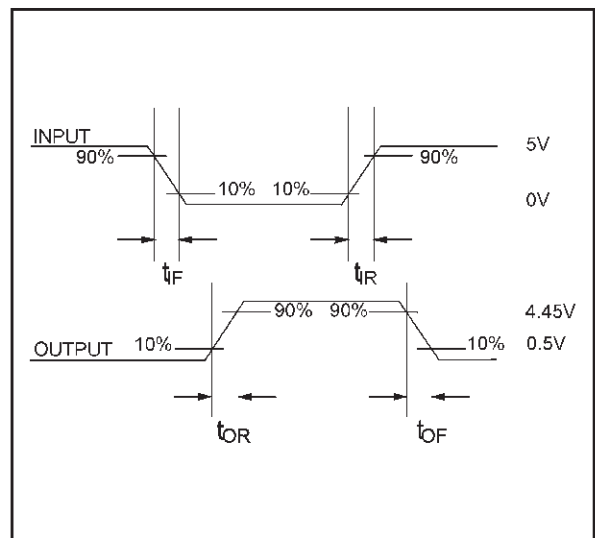 INPUT 5V
90% 90%
10% 10% 0V
tIF tIR
90% 90% 4.45V
OUTPUT 10% 10% 0.5V
tOR tOF